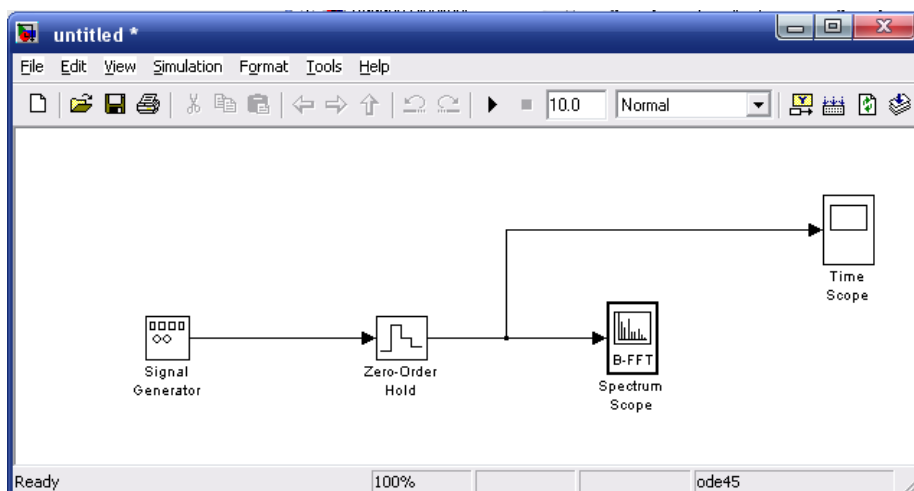 untitled *
File Edit View Simulation Format Tools Help
10.0 Normal
Time
Scope
Signal
Generator
Zero-Order
Hold
B-FFT
Spectrum
Scope
Ready 100% ode45